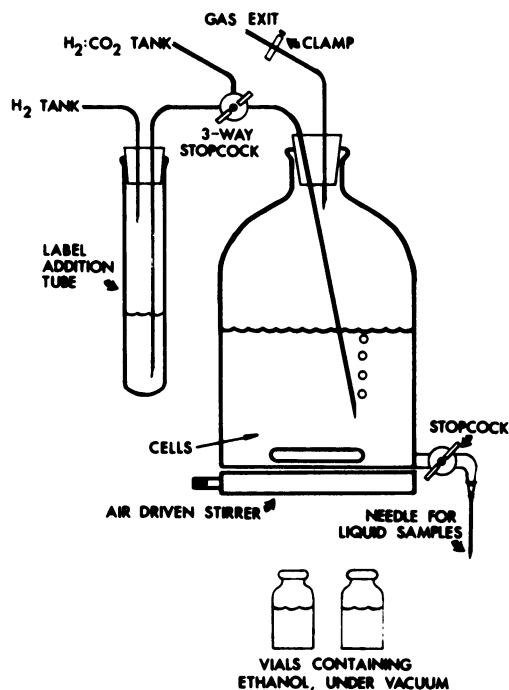 GAS EXIT
H₂:CO₂ TANK
CLAMP
H₂ TANK
3-WAY
STOPCOCK
LABEL
ADDITION
TUBE
STOPCOCK
CELLS
AIR DRIVEN STIRRER
NEEDLE FOR
LIQUID SAMPLES
VIALS CONTAINING
ETHANOL, UNDER VACUUM